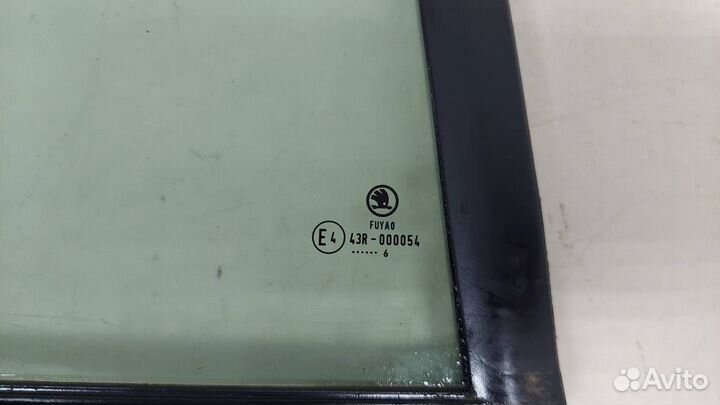 FUYAO
E4 43R-000054
...... 6
Avito